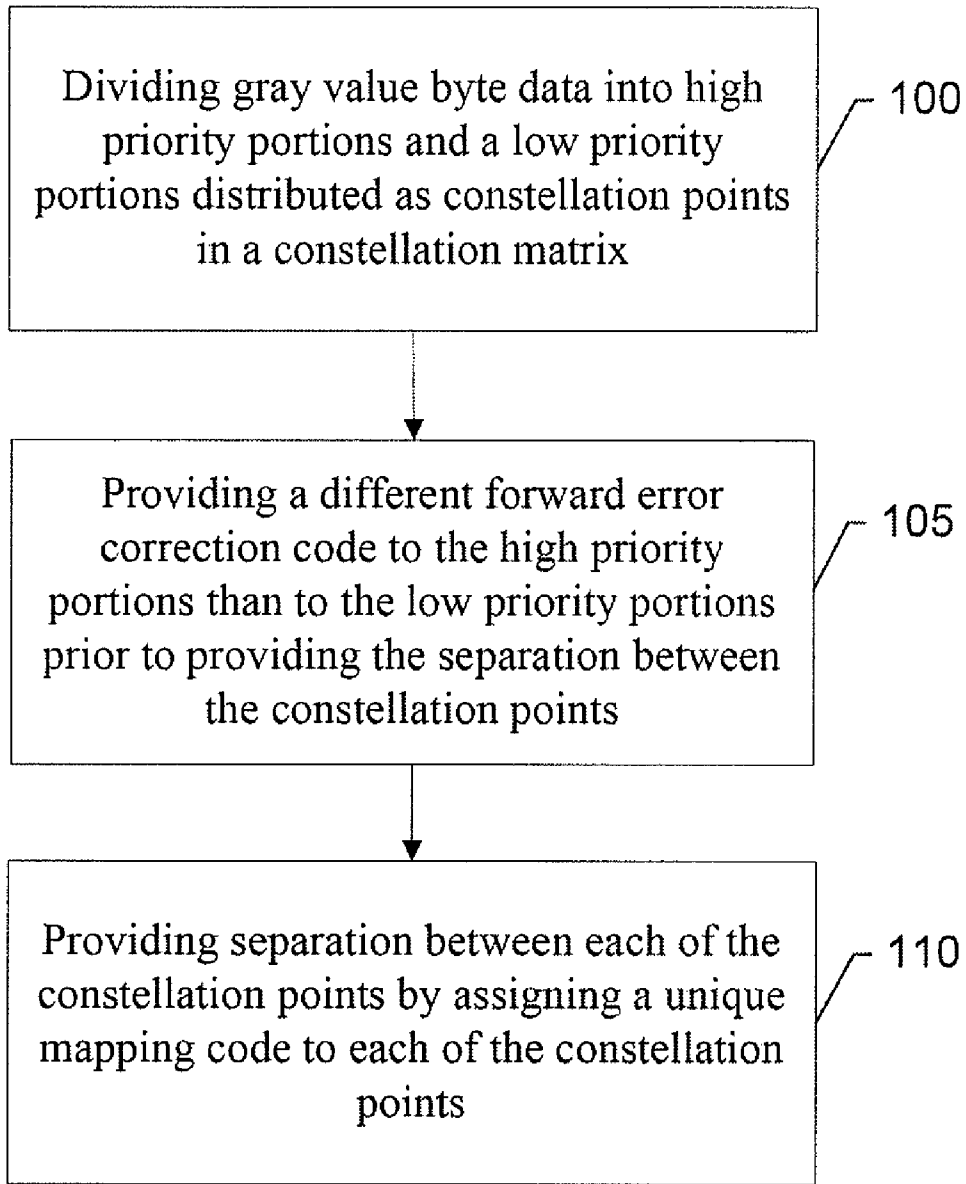 Dividing gray value byte data into high
priority portions and a low priority
portions distributed as constellation points
in a constellation matrix
100
Providing a different forward error
correction code to the high priority
portions than to the low priority portions
prior to providing the separation between
the constellation points
105
Providing separation between each of the
constellation points by assigning a unique
mapping code to each of the constellation
points
110